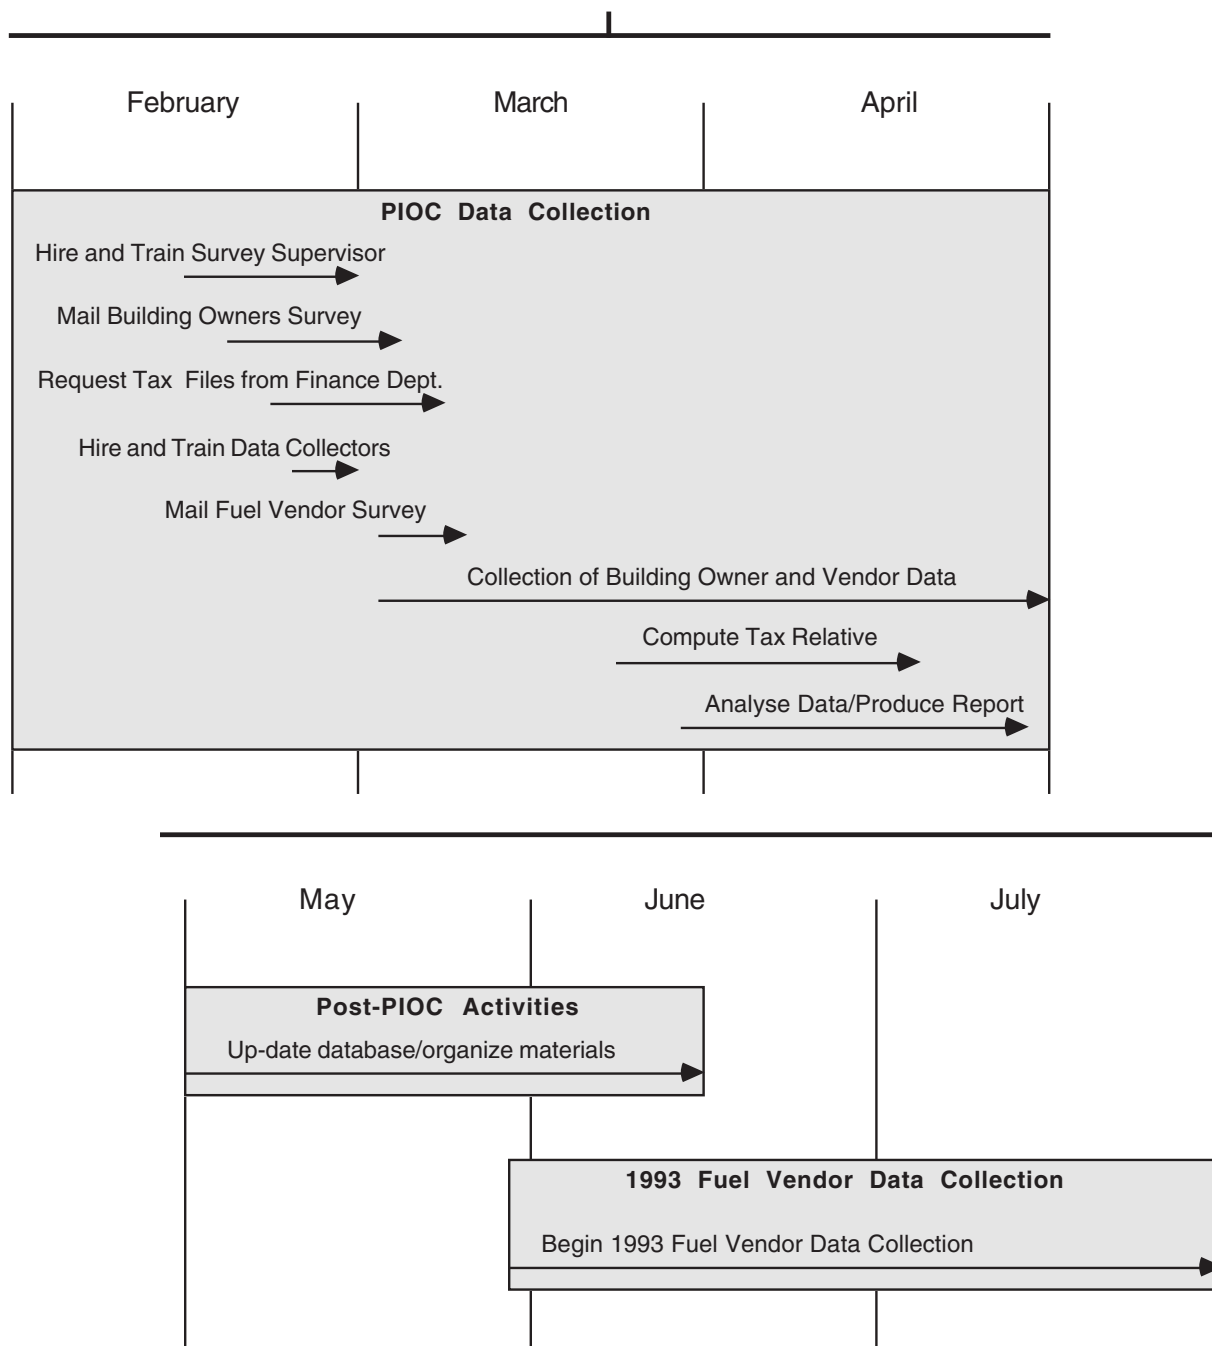 February March April
PIOC Data Collection
Hire and Train Survey Supervisor
Mail Building Owners Survey
Request Tax Files from Finance Dept.
Hire and Train Data Collectors
Mail Fuel Vendor Survey
Collection of Building Owner and Vendor Data
Compute Tax Relative
Analyse Data/Produce Report
May June July
Post-PIOC Activities
Up-date database/organize materials
1993 Fuel Vendor Data Collection
Begin 1993 Fuel Vendor Data Collection